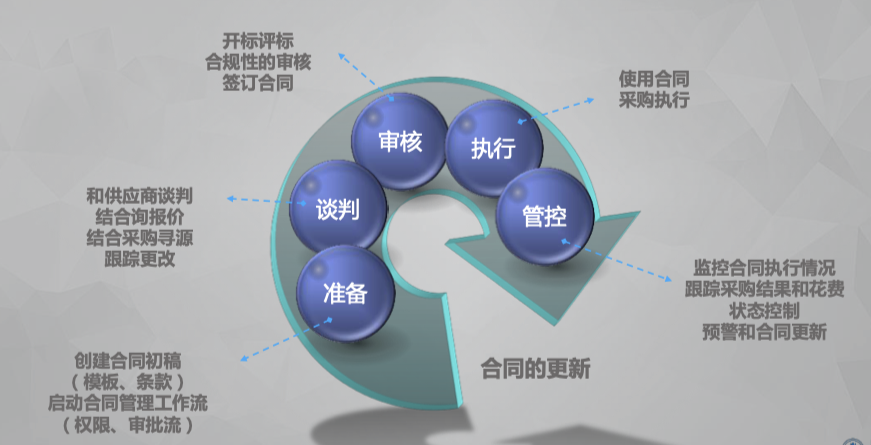 开标评标
合规性的审核
签订合同
使用合同
采购执行
审核
执行
和供应商谈判
结合询报价
结合采购寻源
跟踪更改
谈判
管控
监控合同执行情况
跟踪采购结果和花费
状态控制
预警和合同更新
准备
创建合同初稿
（模板、条款）
启动合同管理工作流
（权限、审批流）
合同的更新